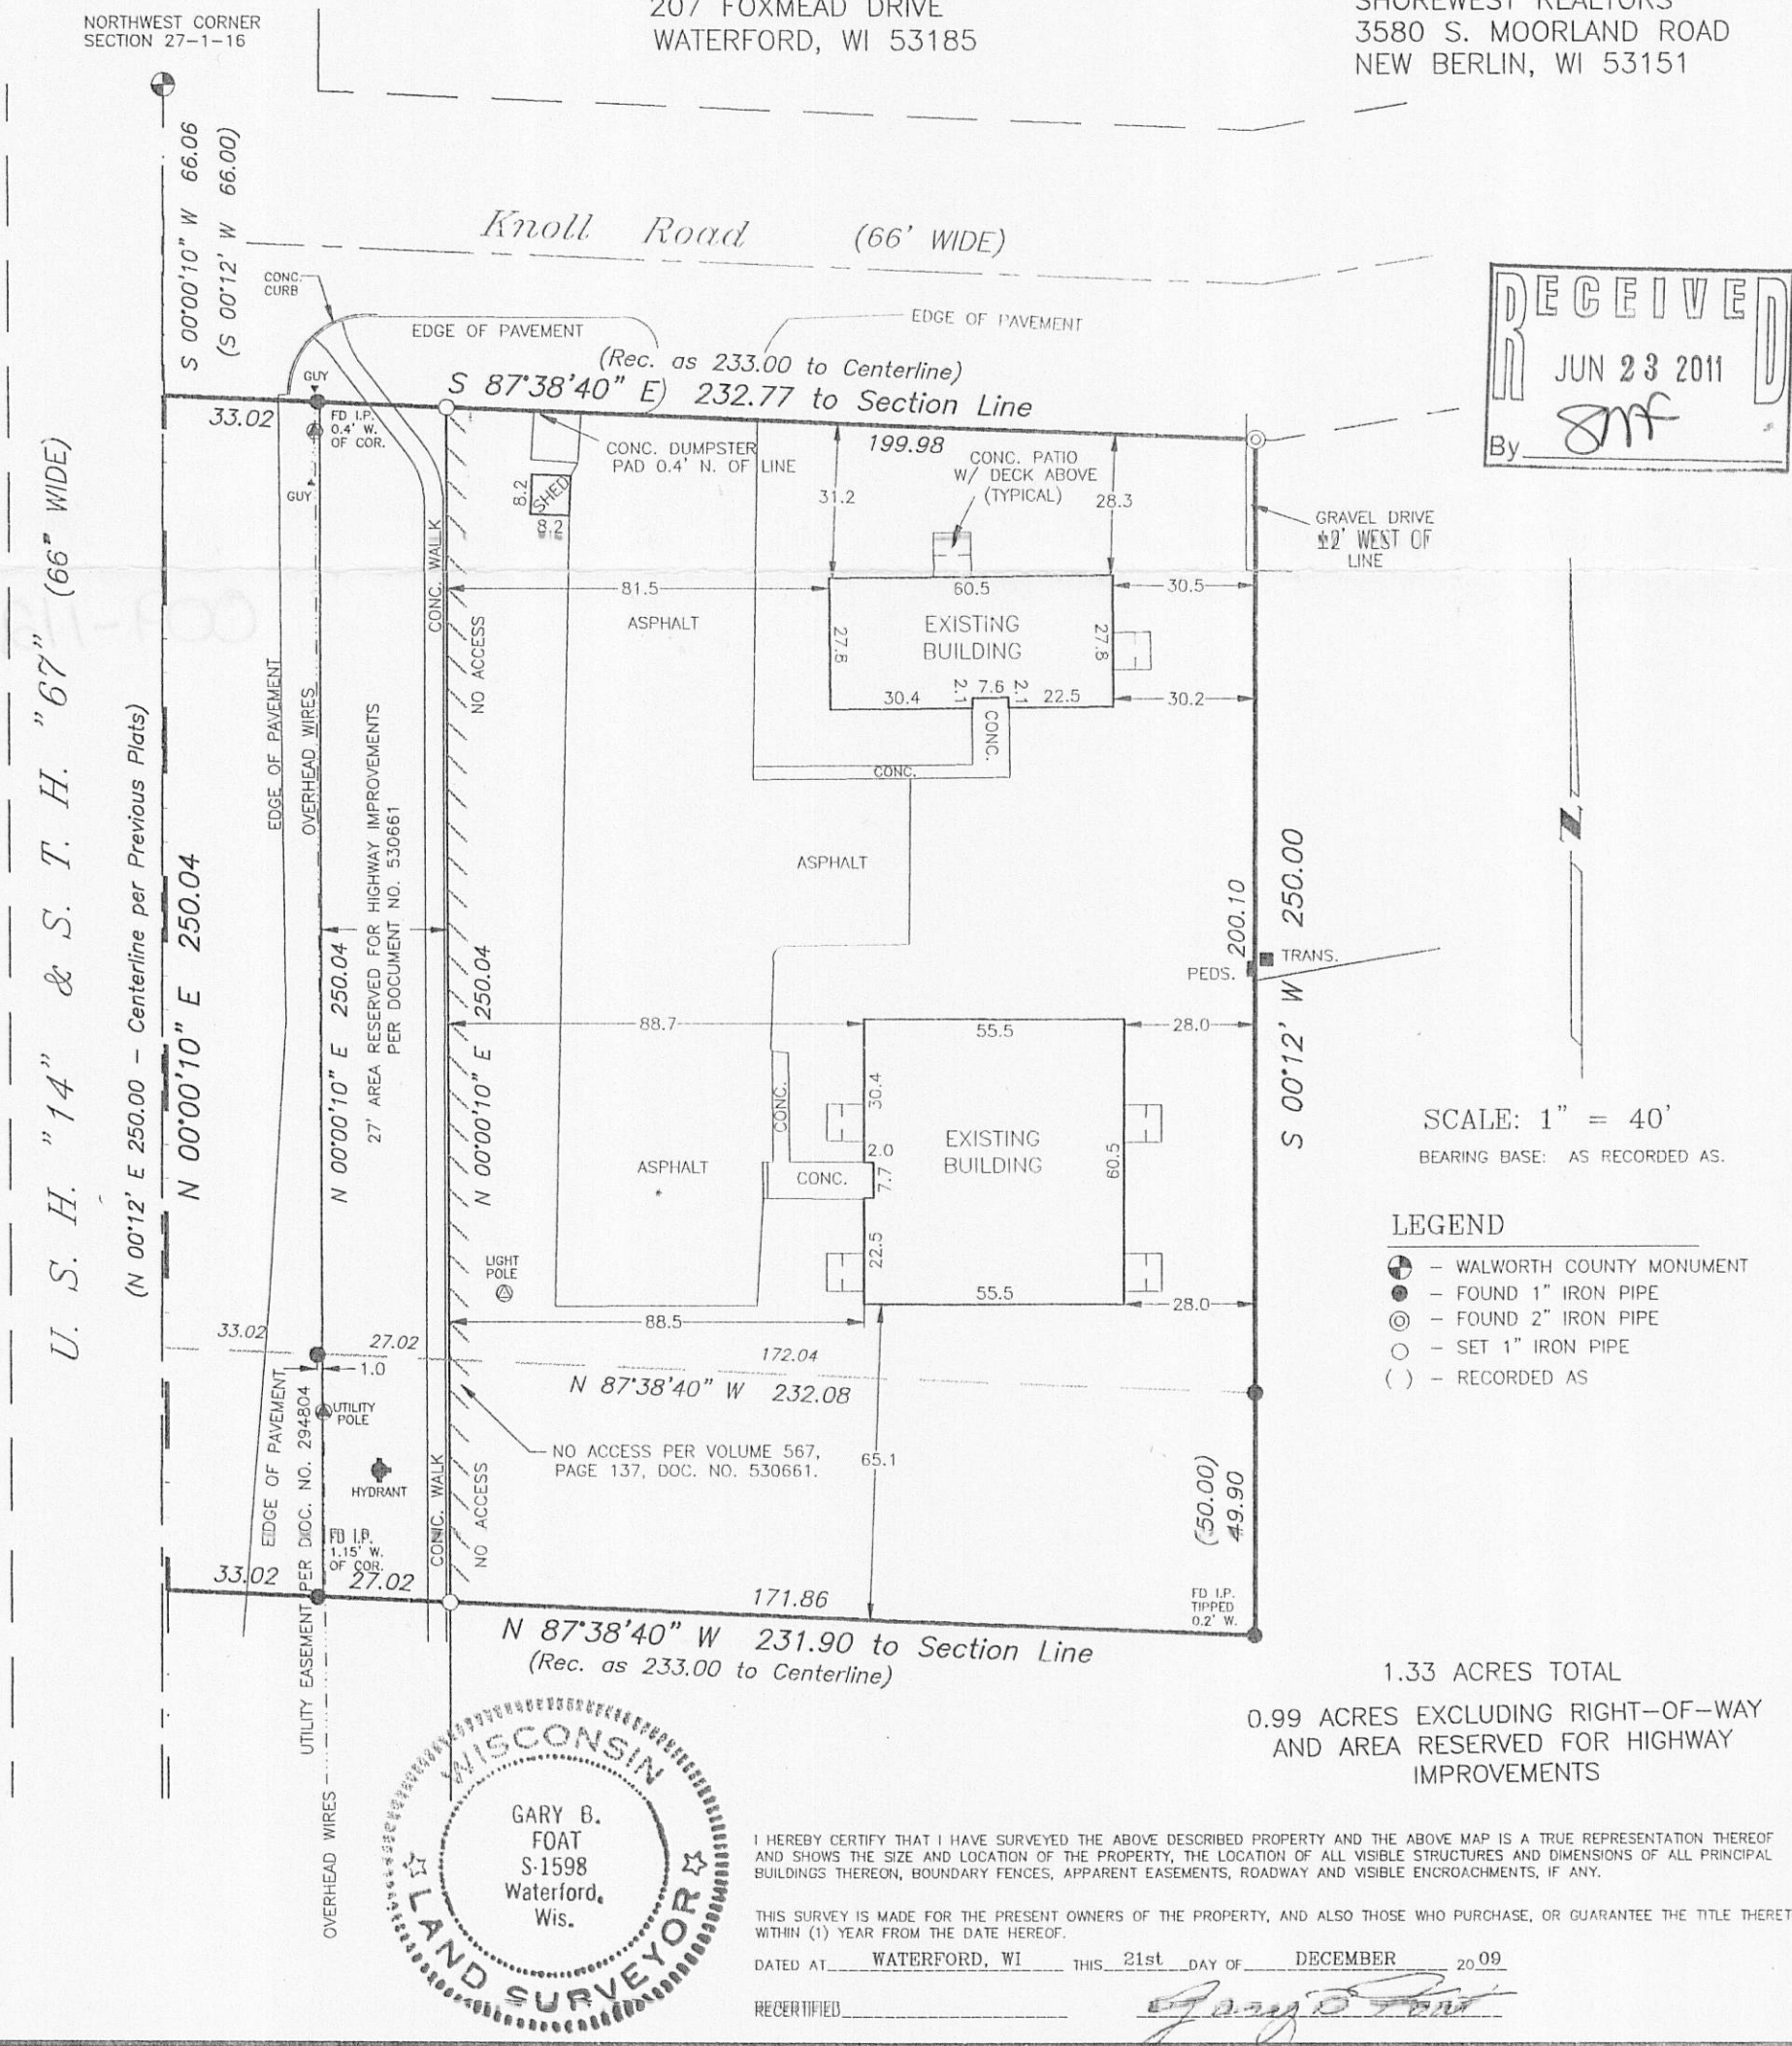 207 FOXMEAD DRIVE
WATERFORD, WI 53185
SHOREWEST REALTORS
3580 S. MOORLAND ROAD
NEW BERLIN, WI 53151
NORTHWEST CORNER
SECTION 27-1-16
S 00°00'10" W 66.06
(S 00°12' W 66.00)
Knoll Road (66' WIDE)
RECEIVED
JUN 23 2011
By
CONC.
CURB
EDGE OF PAVEMENT
EDGE OF PAVEMENT
(Rec. as 233.00 to Centerline)
S 87°38'40" E) 232.77 to Section Line
GUY
33.02
FD I.P.
0.4' W.
OF COR.
GUY
199.98
CONC. DUMPSTER
PAD 0.4' N. OF LINE
8.2
SHED
8.2
CONC. PATIO
W/ DECK ABOVE
(TYPICAL)
31.2
28.3
GRAVEL DRIVE
±2' WEST OF
LINE
U. S. H. "14" & S. T. H. "67" (66" WIDE)
(N 00°12' E 250.00 - Centerline per Previous Plats)
N 00°00'10" E 250.04
EDGE OF PAVEMENT
OVERHEAD WIRES
N 00°00'10" E 250.04
27' AREA RESERVED FOR HIGHWAY IMPROVEMENTS
PER DOCUMENT NO. 530661
CONC. WALK
NO ACCESS
N 00°00'10" E 250.04
81.5
ASPHALT
60.5
EXISTING
BUILDING
27.8
27.8
30.5
30.4
2.1
7.6
2.1
22.5
30.2
CONC.
CONC.
ASPHALT
200.10
S 00°12' W 250.00
PEDS.
TRANS.
N
88.7
55.5
28.0
CONC.
30.4
2.0
7.7
CONC.
22.5
EXISTING
BUILDING
60.5
ASPHALT
LIGHT
POLE
55.5
28.0
88.5
SCALE: 1" = 40'
BEARING BASE: AS RECORDED AS.
LEGEND
- WALWORTH COUNTY MONUMENT
- FOUND 1" IRON PIPE
- FOUND 2" IRON PIPE
- SET 1" IRON PIPE
( ) - RECORDED AS
33.02
27.02
172.04
1.0
N 87°38'40" W 232.08
UTILITY
POLE
HYDRANT
EDGE OF PAVEMENT
UTILITY EASEMENT PER DOC. NO. 294804
NO ACCESS PER VOLUME 567,
PAGE 137, DOC. NO. 530661.
65.1
(50.00)
49.90
CONC. WALK
NO ACCESS
FD I.P.
1.15' W.
OF COR.
33.02
27.02
171.86
FD I.P.
TIPPED
0.2' W.
N 87°38'40" W 231.90 to Section Line
(Rec. as 233.00 to Centerline)
OVERHEAD WIRES
1.33 ACRES TOTAL
0.99 ACRES EXCLUDING RIGHT-OF-WAY
AND AREA RESERVED FOR HIGHWAY
IMPROVEMENTS
WISCONSIN
GARY B.
FOAT
S-1598
Waterford,
Wis.
LAND SURVEYOR
I HEREBY CERTIFY THAT I HAVE SURVEYED THE ABOVE DESCRIBED PROPERTY AND THE ABOVE MAP IS A TRUE REPRESENTATION THEREOF
AND SHOWS THE SIZE AND LOCATION OF THE PROPERTY, THE LOCATION OF ALL VISIBLE STRUCTURES AND DIMENSIONS OF ALL PRINCIPAL
BUILDINGS THEREON, BOUNDARY FENCES, APPARENT EASEMENTS, ROADWAY AND VISIBLE ENCROACHMENTS, IF ANY.
THIS SURVEY IS MADE FOR THE PRESENT OWNERS OF THE PROPERTY, AND ALSO THOSE WHO PURCHASE, OR GUARANTEE THE TITLE THERET
WITHIN (1) YEAR FROM THE DATE HEREOF.
DATED AT WATERFORD, WI THIS 21st DAY OF DECEMBER 2009
RECERTIFIED
Gary B Foat